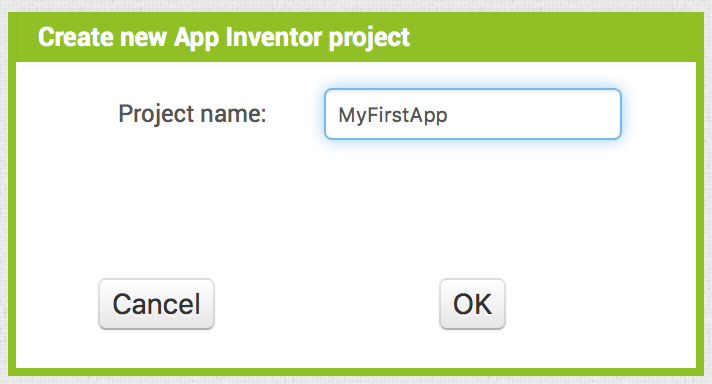 Create new App Inventor project
Project name: MyFirstApp
Cancel OK